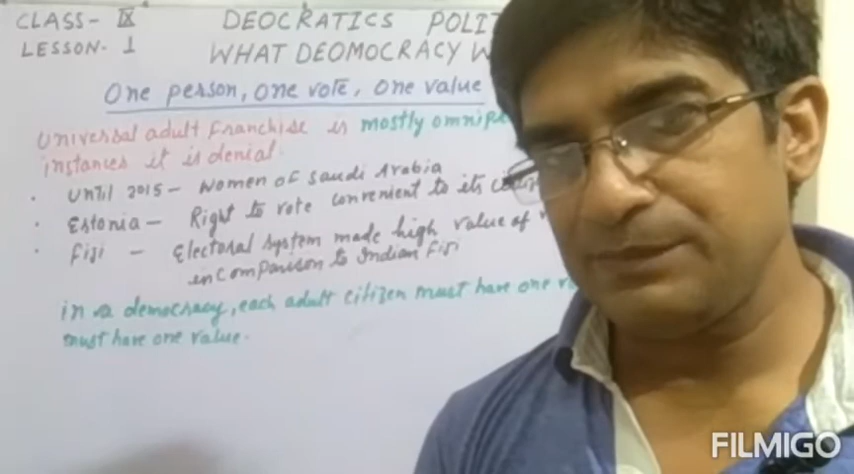 CLASS- IX DEOCRATICS POLIT
LESSON- 1 WHAT DEOMOCRACY W
One person, one vote, one value
Universal adult Franchise is mostly omnip
instances it is denial.
• Until 2015 - Women of Saudi Arabia
• Estonia - Right to vote convenient to its citiz
• Fiji - Electoral system made high value of
in comparison to Indian Fiji
in a democracy, each adult citizen must have one v
must have one value.
FILMIGO